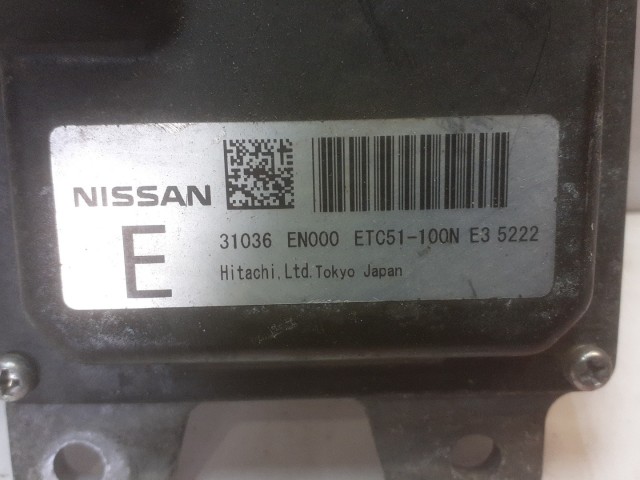 NISSAN
E
31036 EN000 ETC51-100N E3 5222
Hitachi.Ltd.Tokyo Japan